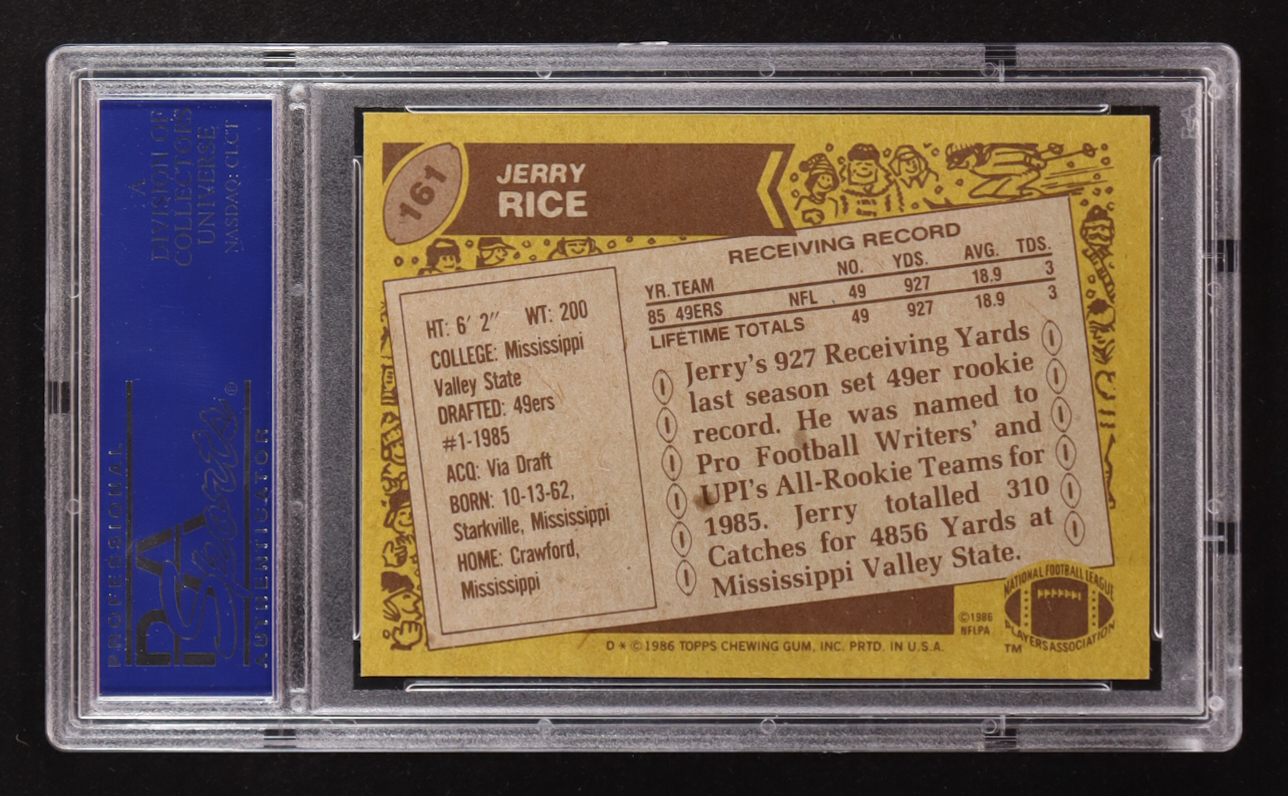 A
DIVISION OF
COLLECTORS
UNIVERSE
NASDAQ: CLCT
PROFESSIONAL
PSA
Sports®
AUTHENTICATOR
161
JERRY
RICE
HT: 6′ 2″ WT: 200
COLLEGE: Mississippi
Valley State
DRAFTED: 49ers
#1-1985
ACQ: Via Draft
BORN: 10-13-62,
Starkville, Mississippi
HOME: Crawford,
Mississippi
RECEIVING RECORD
YR. TEAM NO. YDS. AVG. TDS.
85 49ERS NFL 49 927 18.9 3
LIFETIME TOTALS 49 927 18.9 3
Jerry's 927 Receiving Yards
last season set 49er rookie
record. He was named to
Pro Football Writers' and
UPI's All-Rookie Teams for
1985. Jerry totalled 310
Catches for 4856 Yards at
Mississippi Valley State.
©1986
NFLPA
NATIONAL FOOTBALL LEAGUE
PLAYERS ASSOCIATION
TM
D * © 1986 TOPPS CHEWING GUM, INC. PRTD. IN U.S.A.